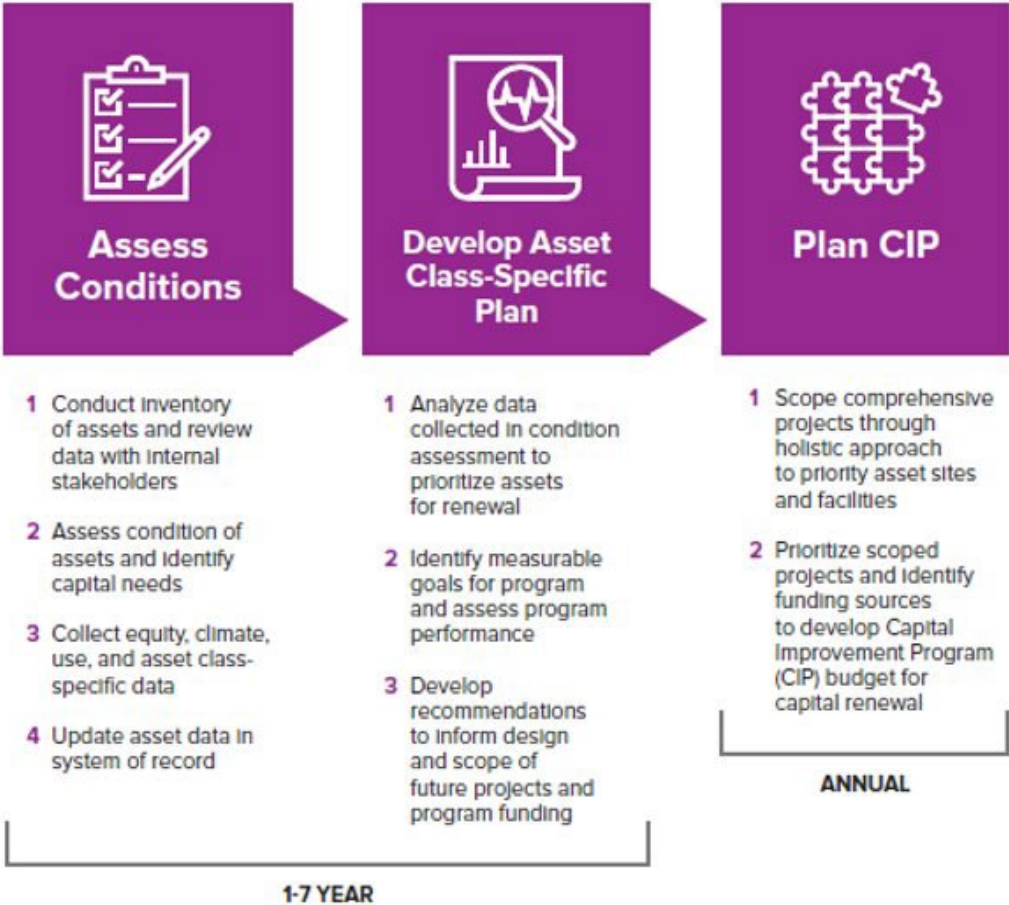 Assess
Conditions
1 Conduct inventory
of assets and review
data with internal
stakeholders
2 Assess condition of
assets and identify
capital needs
3 Collect equity, climate,
use, and asset class-
specific data
4 Update asset data in
system of record
Develop Asset
Class-Specific
Plan
1 Analyze data
collected in condition
assessment to
prioritize assets
for renewal
2 Identify measurable
goals for program
and assess program
performance
3 Develop
recommendations
to inform design
and scope of
future projects and
program funding
1-7 YEAR
Plan CIP
1 Scope comprehensive
projects through
holistic approach
to priority asset sites
and facilities
2 Prioritize scoped
projects and identify
funding sources
to develop Capital
Improvement Program
(CIP) budget for
capital renewal
ANNUAL